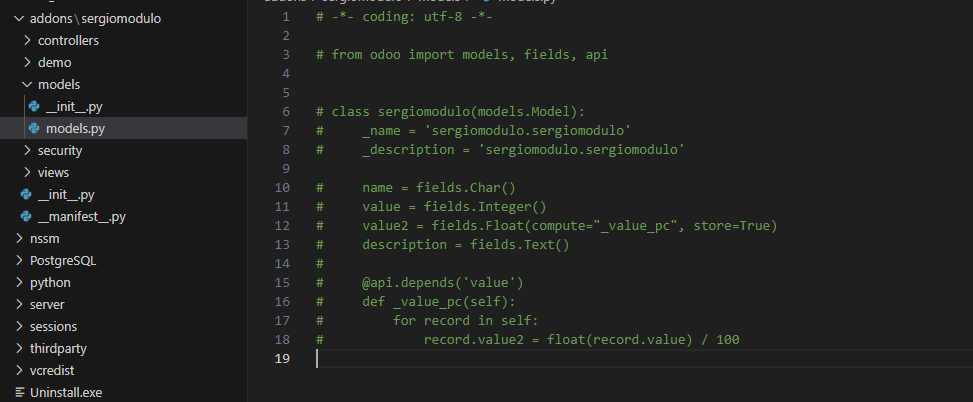 addons\sergiomodulo
controllers
demo
models
__init__.py
models.py
security
views
__init__.py
__manifest__.py
nssm
PostgreSQL
python
server
sessions
thirdparty
vcredist
Uninstall.exe
1 # -*- coding: utf-8 -*-
2
3 # from odoo import models, fields, api
4
5
6 # class sergiomodulo(models.Model):
7 #     _name = 'sergiomodulo.sergiomodulo'
8 #     _description = 'sergiomodulo.sergiomodulo'
9
10 #     name = fields.Char()
11 #     value = fields.Integer()
12 #     value2 = fields.Float(compute="_value_pc", store=True)
13 #     description = fields.Text()
14 #
15 #     @api.depends('value')
16 #     def _value_pc(self):
17 #         for record in self:
18 #             record.value2 = float(record.value) / 100
19